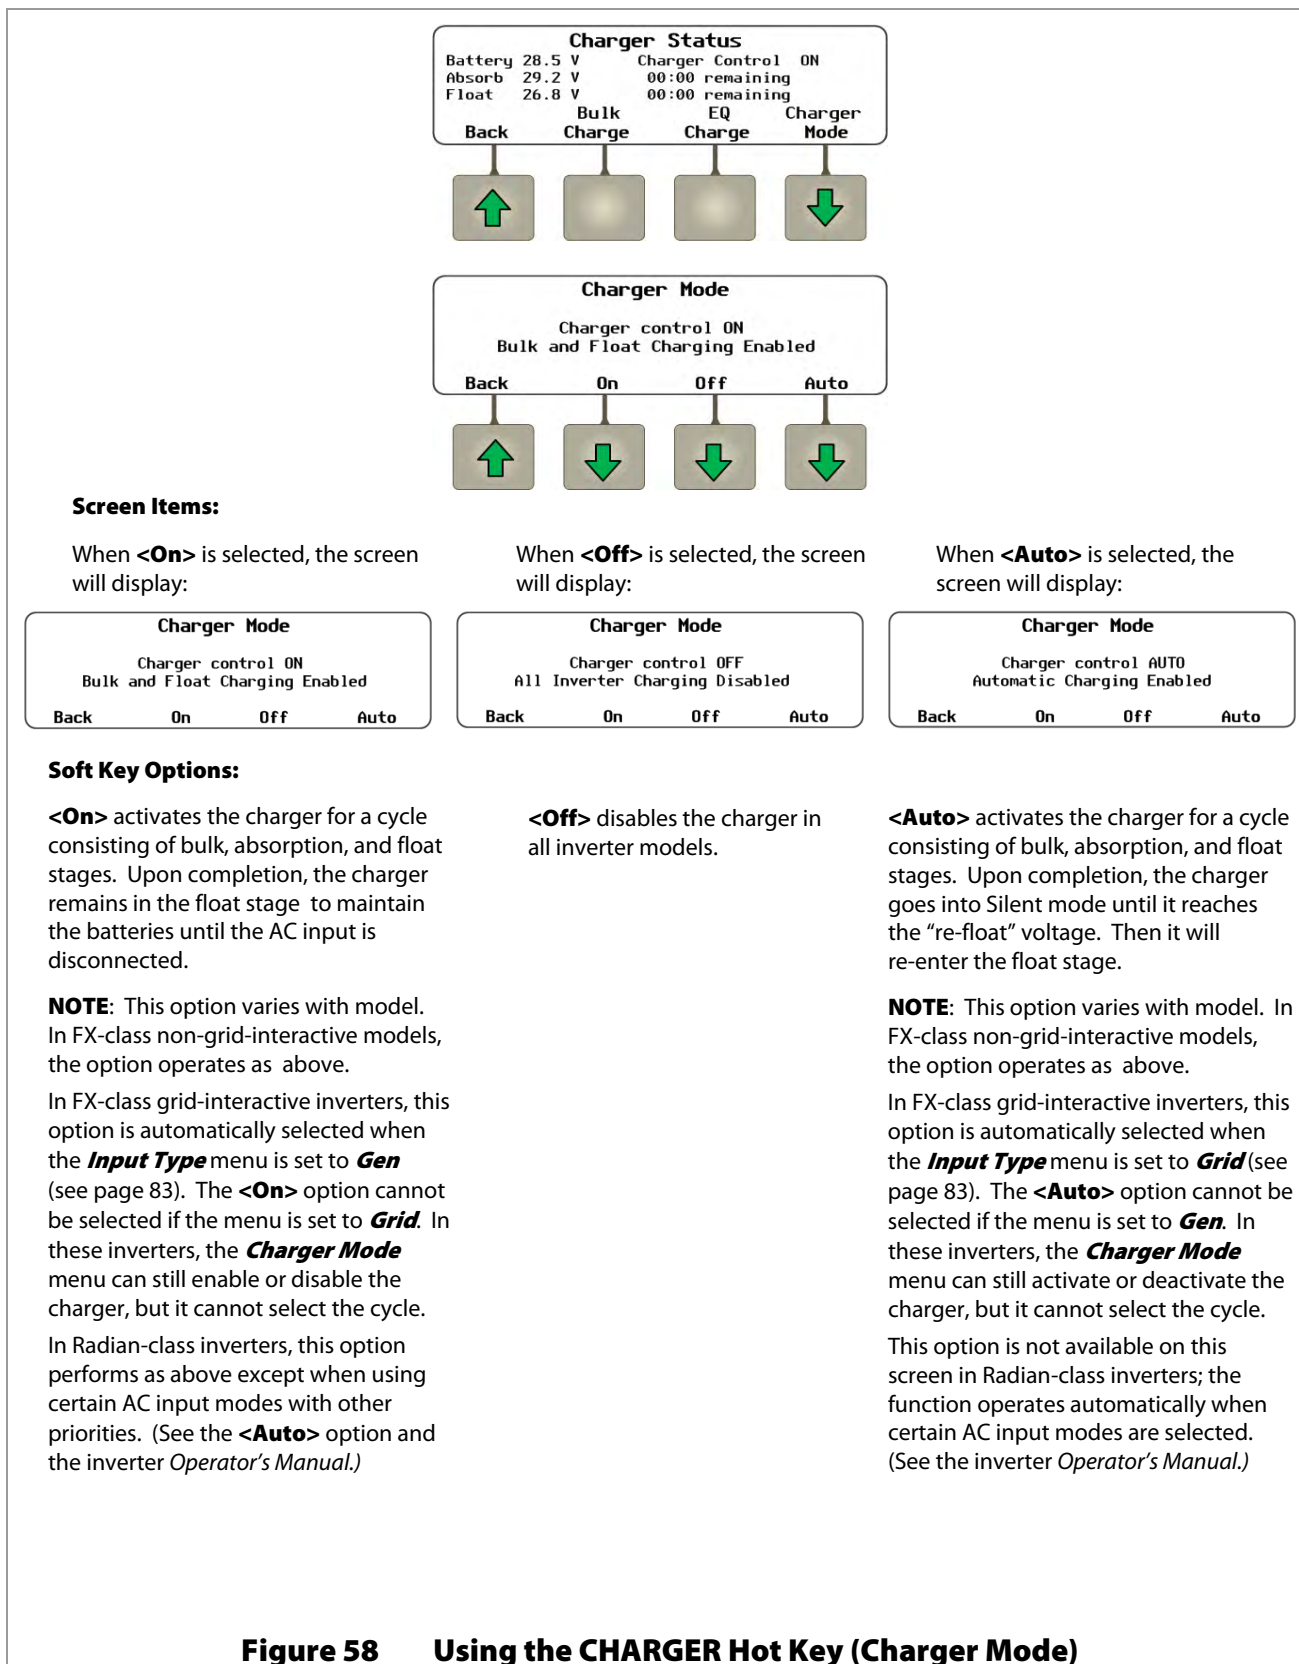 Charger Status
Battery 28.5 V Charger Control ON
Absorb 29.2 V 00:00 remaining
Float 26.8 V 00:00 remaining
Bulk EQ Charger
Back Charge Charge Mode
Charger Mode
Charger control ON
Bulk and Float Charging Enabled
Back On Off Auto
Screen Items:
When <On> is selected, the screen
will display:
When <Off> is selected, the screen
will display:
When <Auto> is selected, the
screen will display:
Charger Mode
Charger control ON
Bulk and Float Charging Enabled
Back On Off Auto
Charger Mode
Charger control OFF
All Inverter Charging Disabled
Back On Off Auto
Charger Mode
Charger control AUTO
Automatic Charging Enabled
Back On Off Auto
Soft Key Options:
<On> activates the charger for a cycle
consisting of bulk, absorption, and float
stages. Upon completion, the charger
remains in the float stage to maintain
the batteries until the AC input is
disconnected.
NOTE: This option varies with model.
In FX-class non-grid-interactive models,
the option operates as above.
In FX-class grid-interactive inverters, this
option is automatically selected when
the Input Type menu is set to Gen
(see page 83). The <On> option cannot
be selected if the menu is set to Grid. In
these inverters, the Charger Mode
menu can still enable or disable the
charger, but it cannot select the cycle.
In Radian-class inverters, this option
performs as above except when using
certain AC input modes with other
priorities. (See the <Auto> option and
the inverter Operator's Manual.)
<Off> disables the charger in
all inverter models.
<Auto> activates the charger for a cycle
consisting of bulk, absorption, and float
stages. Upon completion, the charger
goes into Silent mode until it reaches
the “re-float” voltage. Then it will
re-enter the float stage.
NOTE: This option varies with model. In
FX-class non-grid-interactive models,
the option operates as above.
In FX-class grid-interactive inverters, this
option is automatically selected when
the Input Type menu is set to Grid (see
page 83). The <Auto> option cannot be
selected if the menu is set to Gen. In
these inverters, the Charger Mode
menu can still activate or deactivate the
charger, but it cannot select the cycle.
This option is not available on this
screen in Radian-class inverters; the
function operates automatically when
certain AC input modes are selected.
(See the inverter Operator's Manual.)
Figure 58 Using the CHARGER Hot Key (Charger Mode)